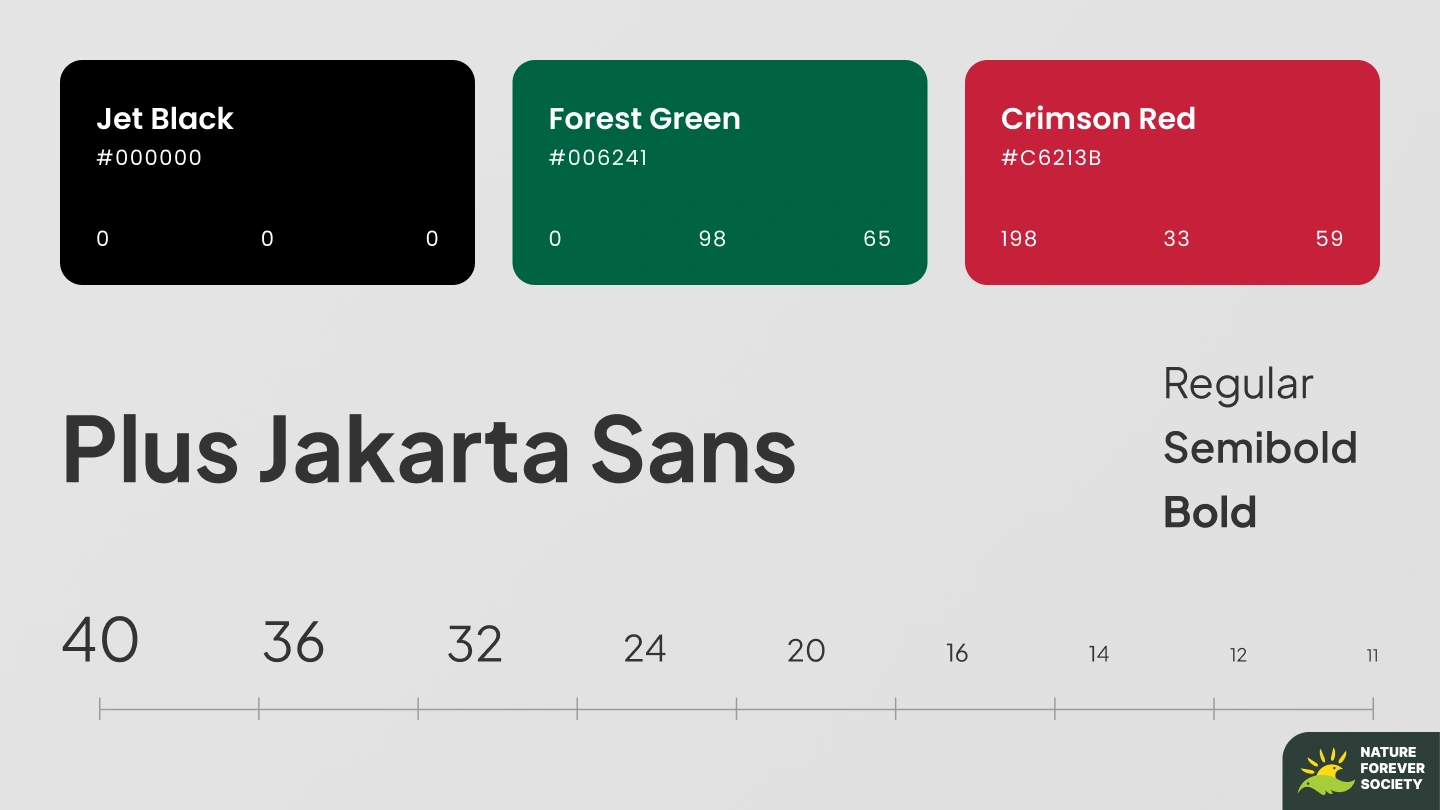 Jet Black
#000000
0 0 0
Forest Green
#006241
0 98 65
Crimson Red
#C6213B
198 33 59
Plus Jakarta Sans
Regular
Semibold
Bold
40 36 32 24 20 16 14 12 11
NATURE
FOREVER
SOCIETY